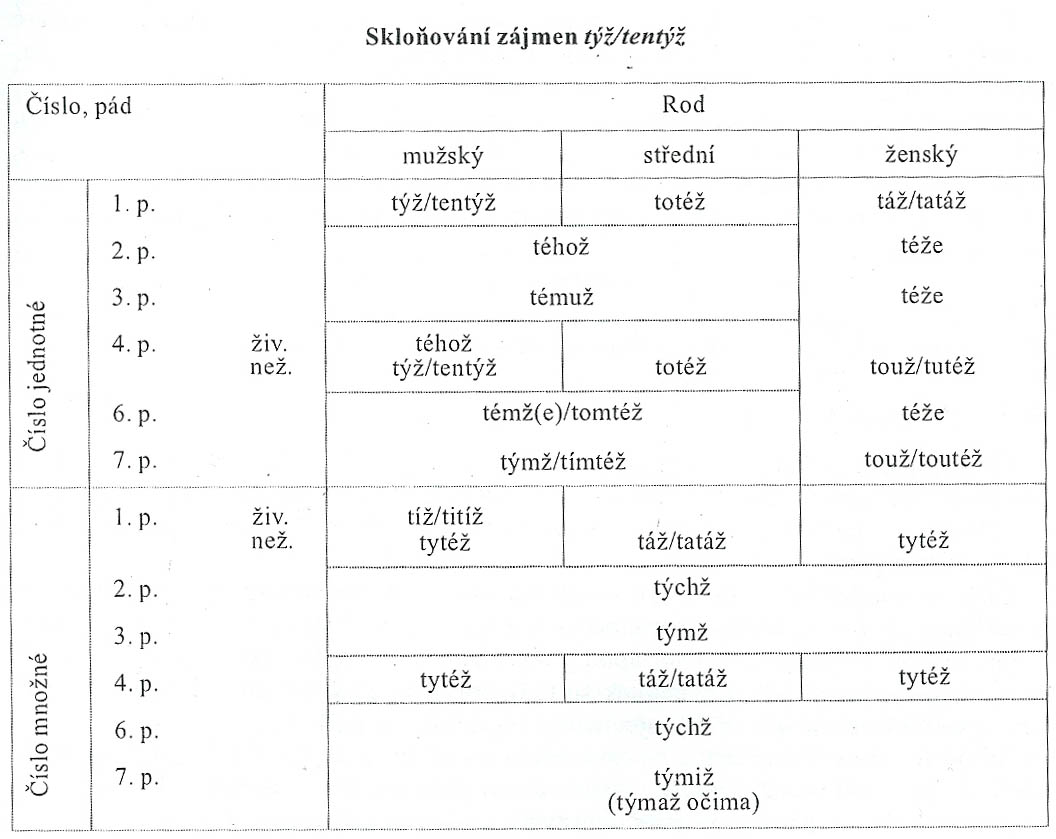 Skloňování zájmen týž/tentýž
Číslo, pád Rod
mužský střední ženský
Číslo jednotné
1. p. týž/tentýž totéž táž/tatáž
2. p. téhož téže
3. p. témuž téže
4. p. živ. téhož
než. týž/tentýž totéž touž/tutéž
6. p. témž(e)/tomtéž téže
7. p. týmž/tímtéž touž/toutéž
Číslo množné
1. p. živ. tíž/titíž
než. tytéž táž/tatáž tytéž
2. p. týchž
3. p. týmž
4. p. tytéž táž/tatáž tytéž
6. p. týchž
7. p. týmiž
(týmaž očima)